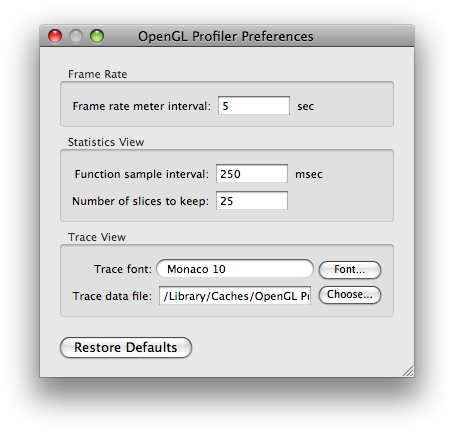 OpenGL Profiler Preferences
Frame Rate
Frame rate meter interval: 5 sec
Statistics View
Function sample interval: 250 msec
Number of slices to keep: 25
Trace View
Trace font: Monaco 10 Font...
Trace data file: /Library/Caches/OpenGL Choose...
Restore Defaults